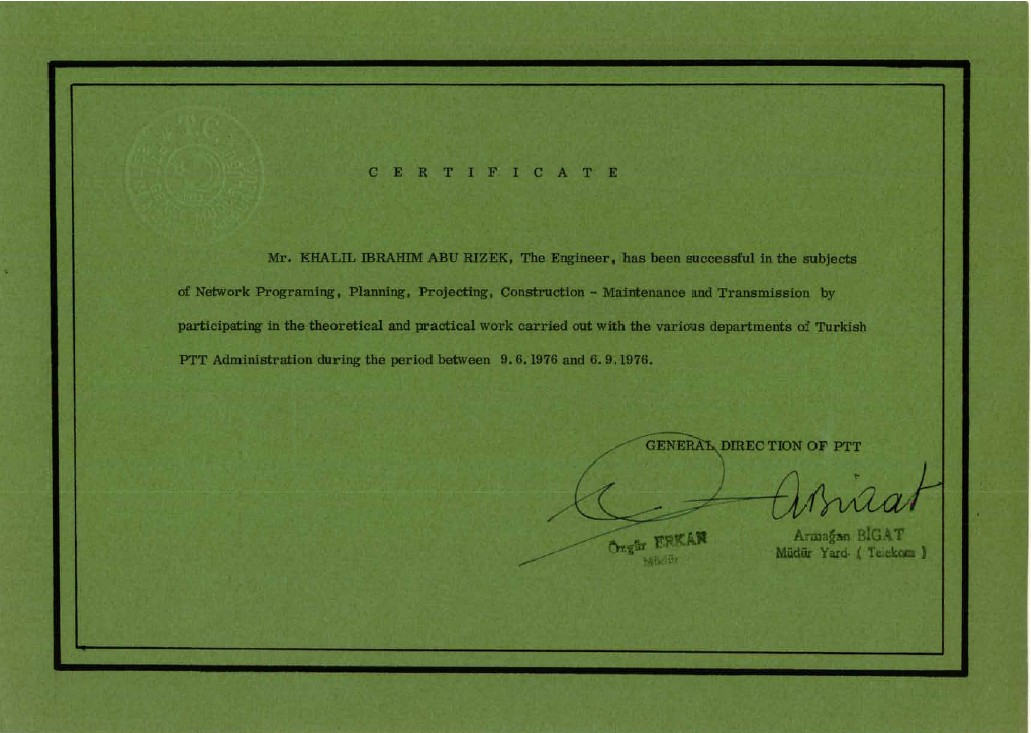 T.C.
C E R T I F I C A T E
Mr. KHALIL IBRAHIM ABU RIZEK, The Engineer, has been successful in the subjects
of Network Programing, Planning, Projecting, Construction - Maintenance and Transmission by
participating in the theoretical and practical work carried out with the various departments of Turkish
PTT Administration during the period between 9.6.1976 and 6.9.1976.
GENERAL DIRECTION OF PTT
ABigat
Özgür ERKAN
Müdür
Armağan BİGAT
Müdür Yard. ( Telekom )